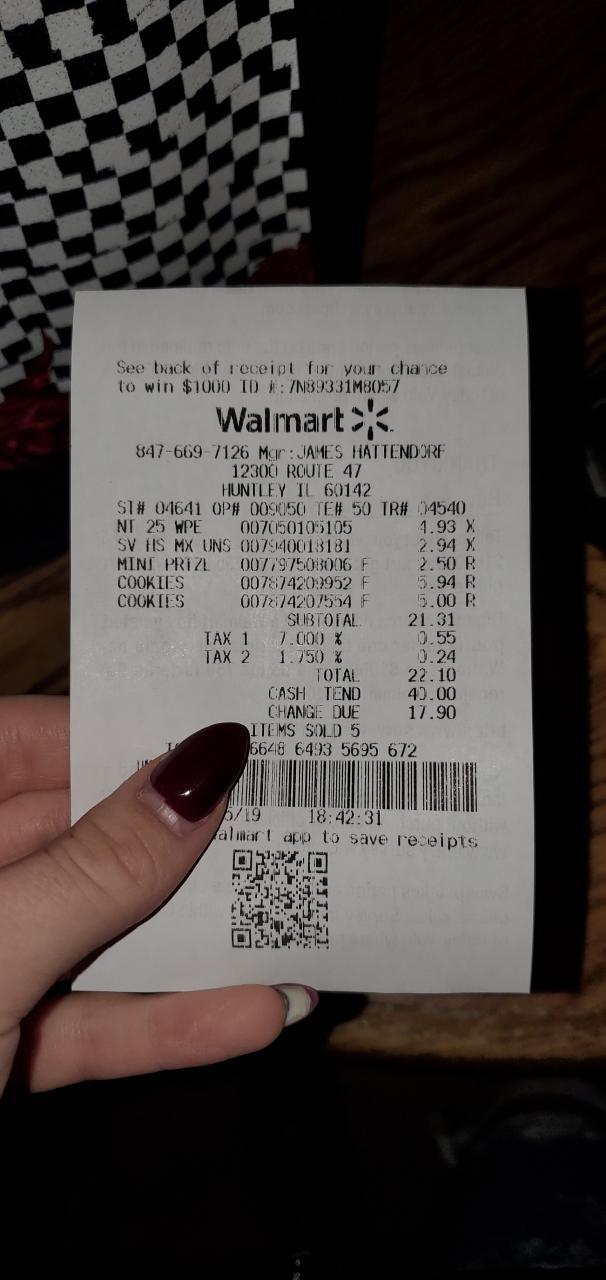 See back of receipt for your chance
to win $1000 ID #:7N89331M8057
Walmart
847-669-7126 Mgr:JAMES HATTENDORF
12300 ROUTE 47
HUNTLEY IL 60142
ST# 04641 OP# 009050 TE# 50 TR# 04540
NT 25 WPE 007050105105 4.93 X
SV HS MX UNS 007940018181 2.94 X
MINI PRTZL 007797508006 F 2.50 R
COOKIES 007874209952 F 5.94 R
COOKIES 007874207554 F 5.00 R
SUBTOTAL 21.31
TAX 1 7.000 % 0.55
TAX 2 1.750 % 0.24
TOTAL 22.10
CASH TEND 40.00
CHANGE DUE 17.90
ITEMS SOLD 5
6648 6493 5695 672
5/19 18:42:31
almart app to save receipts